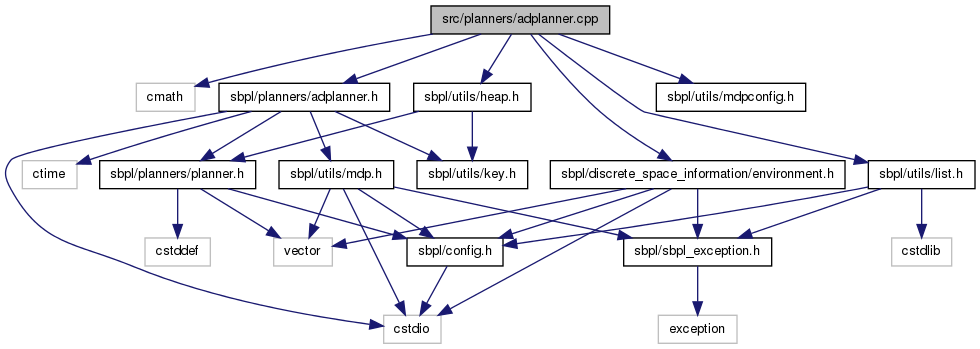 src/planners/adplanner.cpp
cmath
sbpl/planners/adplanner.h
sbpl/utils/heap.h
sbpl/utils/mdpconfig.h
ctime
sbpl/planners/planner.h
sbpl/utils/mdp.h
sbpl/utils/key.h
sbpl/discrete_space_information/environment.h
sbpl/utils/list.h
cstddef
vector
sbpl/config.h
sbpl/sbpl_exception.h
cstdlib
cstdio
exception